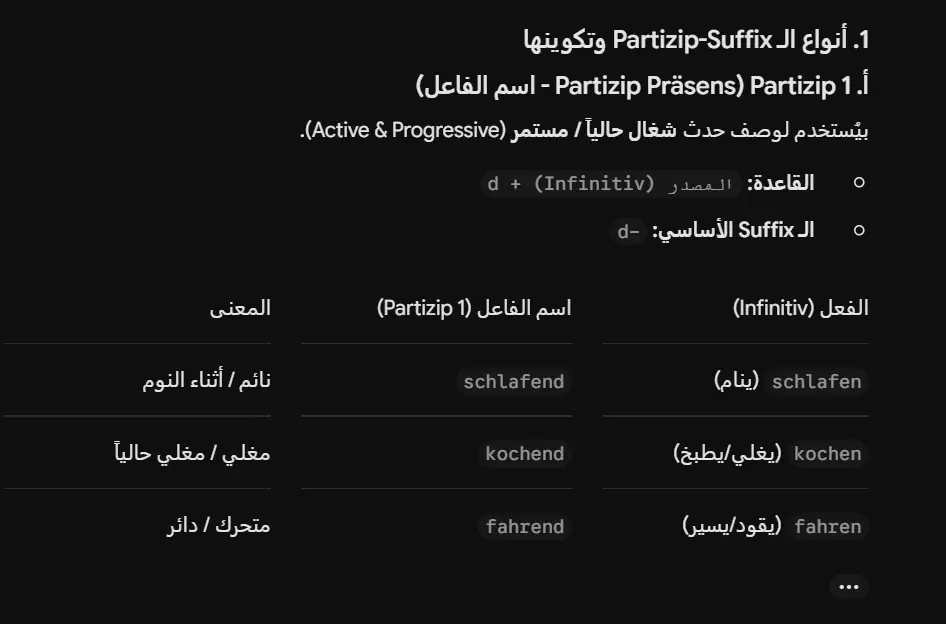 1. أنواع الـ Partizip-Suffix وتكوينها
أ. Partizip 1 (Partizip Präsens - اسم الفاعل)
بيُستخدم لوصف حدث شغال حالياً / مستمر (Active & Progressive).
القاعدة: المصدر (Infinitiv) + d
الـ Suffix الأساسي: -d
الفعل (Infinitiv) اسم الفاعل (Partizip 1) المعنى
schlafen (ينام) schlafend نائم / أثناء النوم
kochen (يغلي/يطبخ) kochend مغلي / مغلي حالياً
fahren (يقود/يسير) fahrend متحرك / دائر